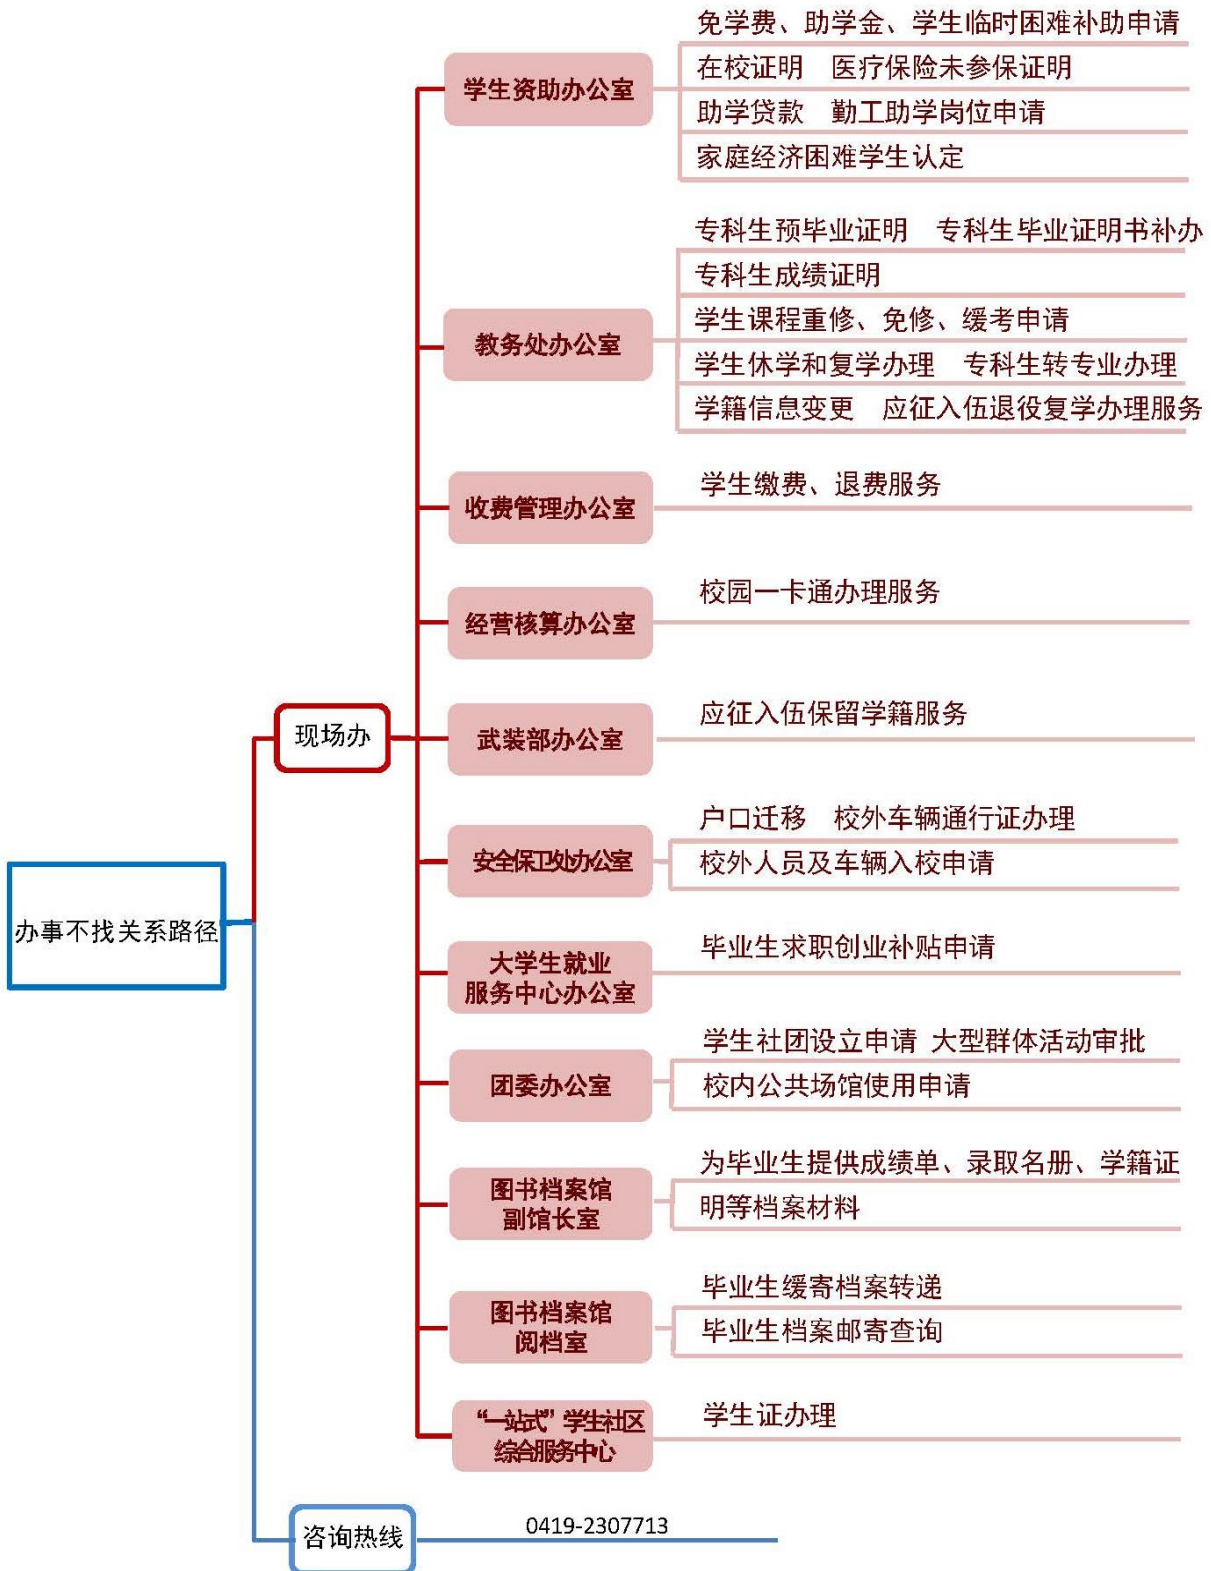 办事不找关系路径
现场办
学生资助办公室
免学费、助学金、学生临时困难补助申请
在校证明 医疗保险未参保证明
助学贷款 勤工助学岗位申请
家庭经济困难学生认定
教务处办公室
专科生预毕业证明 专科生毕业证明书补办
专科生成绩证明
学生课程重修、免修、缓考申请
学生休学和复学办理 专科生转专业办理
学籍信息变更 应征入伍退役复学办理服务
收费管理办公室
学生缴费、退费服务
经营核算办公室
校园一卡通办理服务
武装部办公室
应征入伍保留学籍服务
安全保卫处办公室
户口迁移 校外车辆通行证办理
校外人员及车辆入校申请
大学生就业
服务中心办公室
毕业生求职创业补贴申请
团委办公室
学生社团设立申请 大型群体活动审批
校内公共场馆使用申请
图书档案馆
副馆长室
为毕业生提供成绩单、录取名册、学籍证
明等档案材料
图书档案馆
阅档室
毕业生缓寄档案转递
毕业生档案邮寄查询
“一站式”学生社区
综合服务中心
学生证办理
咨询热线
0419-2307713